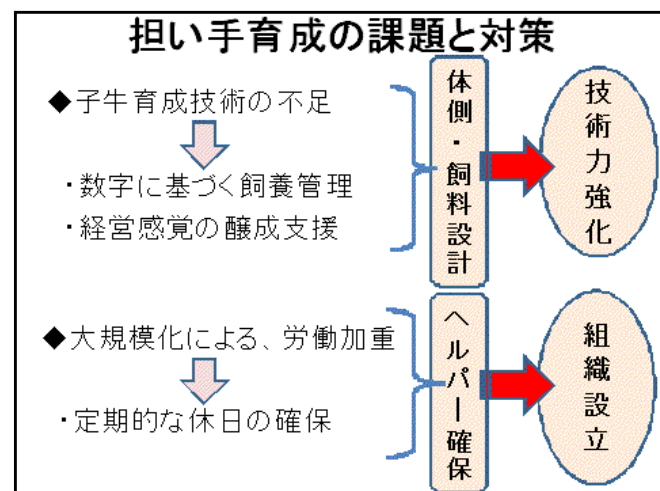 担い手育成の課題と対策
◆子牛育成技術の不足
・数字に基づく飼養管理
・経営感覚の醸成支援
体側・飼料設計
技術力強化
◆大規模化による、労働加重
・定期的な休日の確保
ヘルパー確保
組織設立